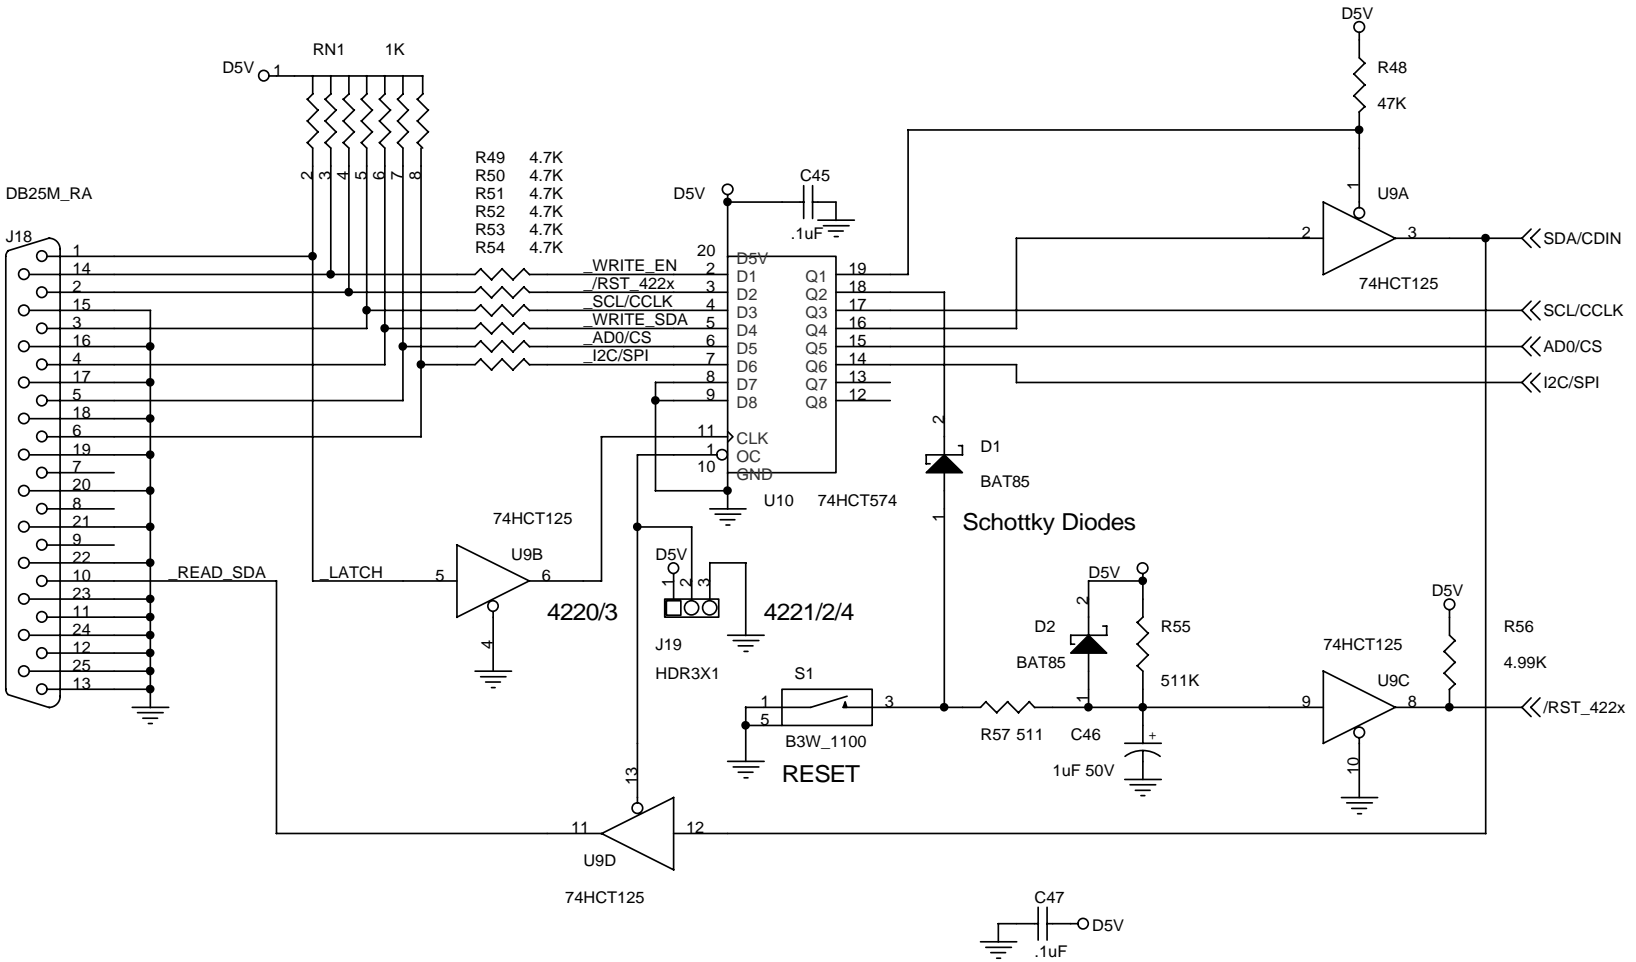 D5V
RN1 1K
D5V 1
R48
47K
2 3 4 5 6 7 8
R49 4.7K
R50 4.7K
R51 4.7K
R52 4.7K
R53 4.7K
R54 4.7K
D5V
C45
.1uF
1
U9A
2
3
SDA/CDIN
74HCT125
DB25M_RA
J18
1
14
2
15
3
16
4
17
5
18
6
19
7
20
8
21
9
22
10
23
11
24
12
25
13
_WRITE_EN
_/RST_422x
_SCL/CCLK
_WRITE_SDA
_AD0/CS
_I2C/SPI
20 D5V
2 D1 Q1 19
3 D2 Q2 18
4 D3 Q3 17
5 D4 Q4 16
6 D5 Q5 15
7 D6 Q6 14
8 D7 Q7 13
9 D8 Q8 12
11 CLK
1 OC
10 GND
U10 74HCT574
SCL/CCLK
AD0/CS
I2C/SPI
2
D1
BAT85
1
Schottky Diodes
74HCT125
U9B
_READ_SDA
_LATCH
5
6
4
4220/3
D5V
1 2 3
4221/2/4
J19
HDR3X1
D5V
2
D2
BAT85
1
R55
511K
D5V
R56
4.99K
74HCT125
U9C
S1
1
5
3
B3W_1100
RESET
R57 511
C46
+
1uF 50V
9
8
10
/RST_422x
13
11
12
U9D
74HCT125
C47
D5V
.1uF